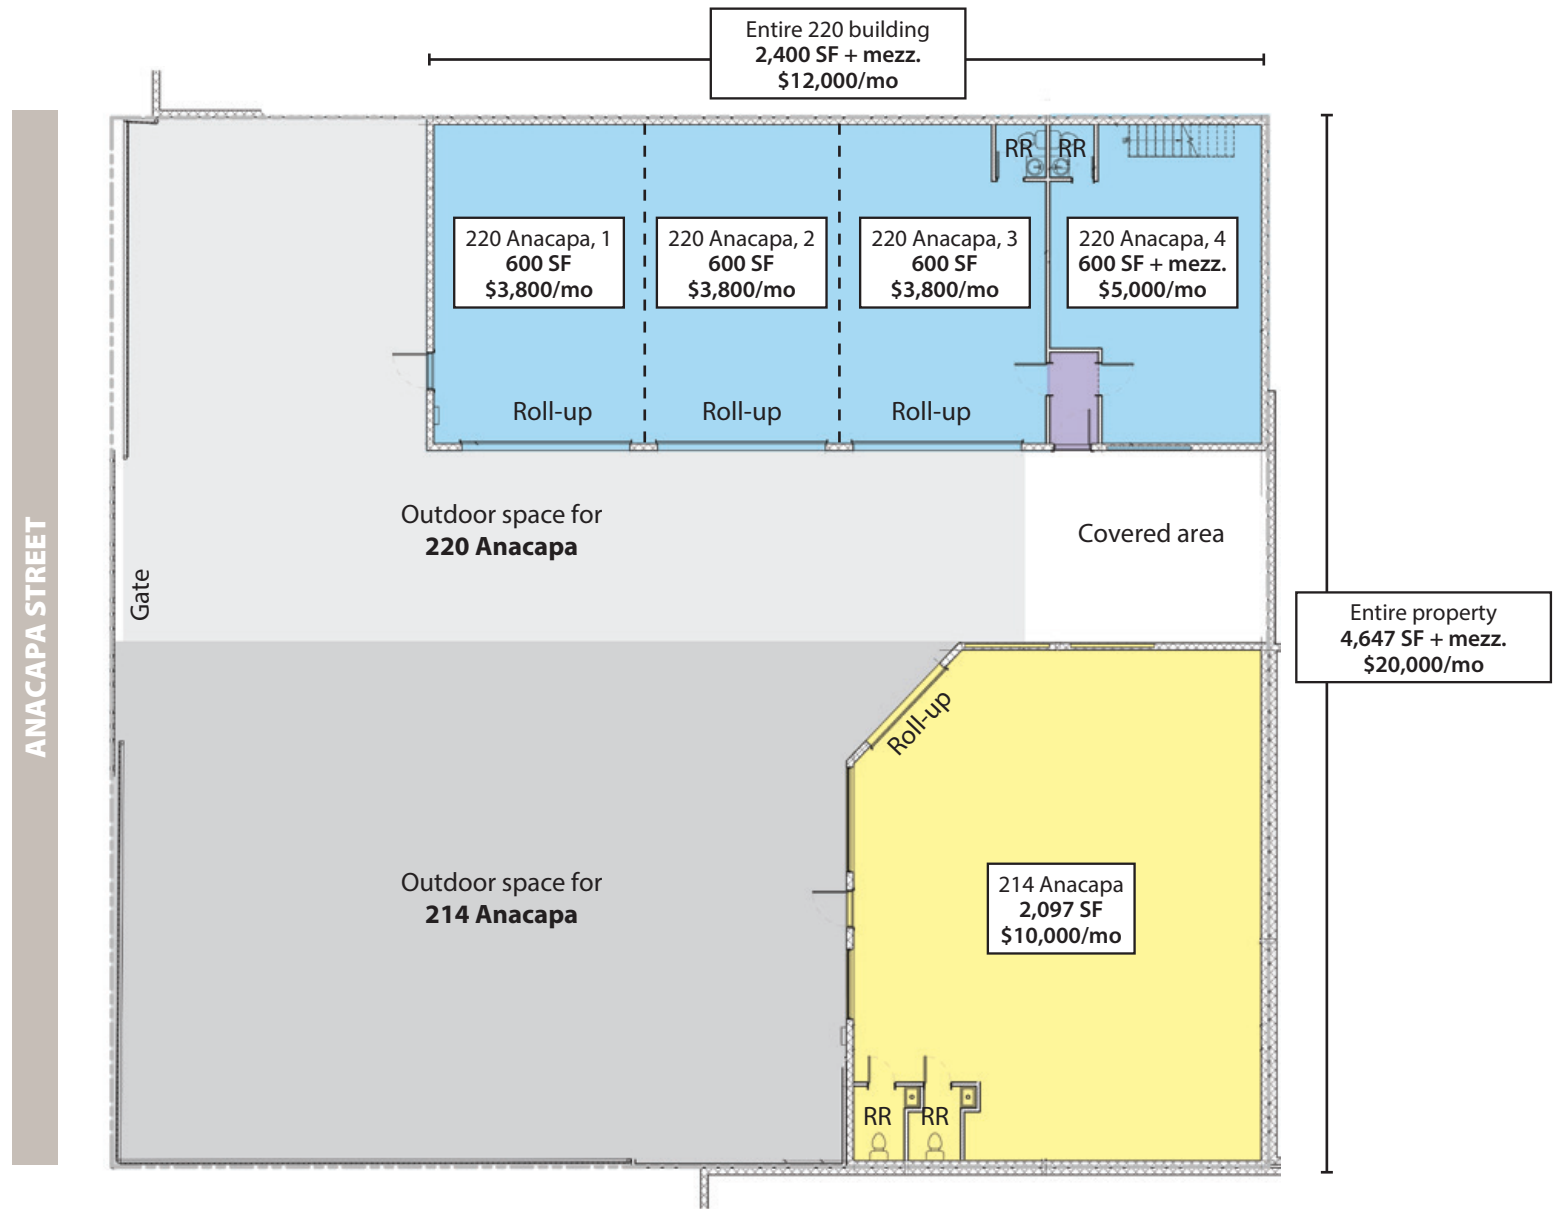 Entire 220 building
2,400 SF + mezz.
$12,000/mo
RR
RR
220 Anacapa, 1
600 SF
$3,800/mo
220 Anacapa, 2
600 SF
$3,800/mo
220 Anacapa, 3
600 SF
$3,800/mo
220 Anacapa, 4
600 SF + mezz.
$5,000/mo
Roll-up
Roll-up
Roll-up
Outdoor space for
220 Anacapa
Covered area
Gate
ANACAPA STREET
Entire property
4,647 SF + mezz.
$20,000/mo
Roll-up
Outdoor space for
214 Anacapa
214 Anacapa
2,097 SF
$10,000/mo
RR
RR